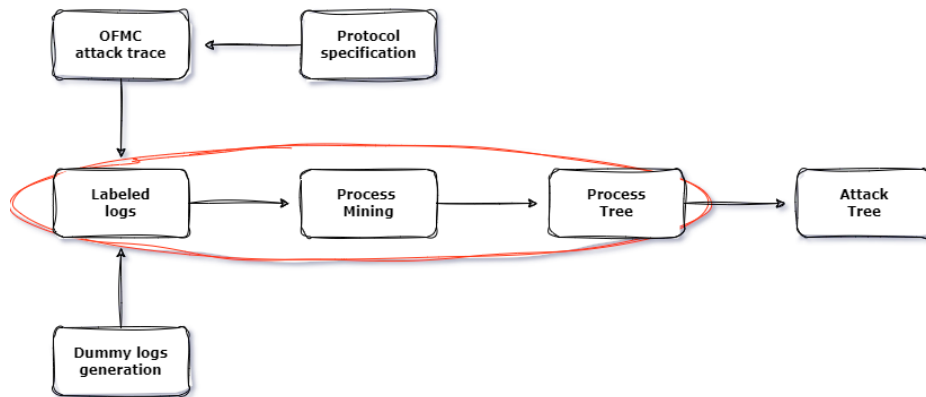 OFMC
attack trace
Protocol
specification
Labeled
logs
Process
Mining
Process
Tree
Attack
Tree
Dummy logs
generation